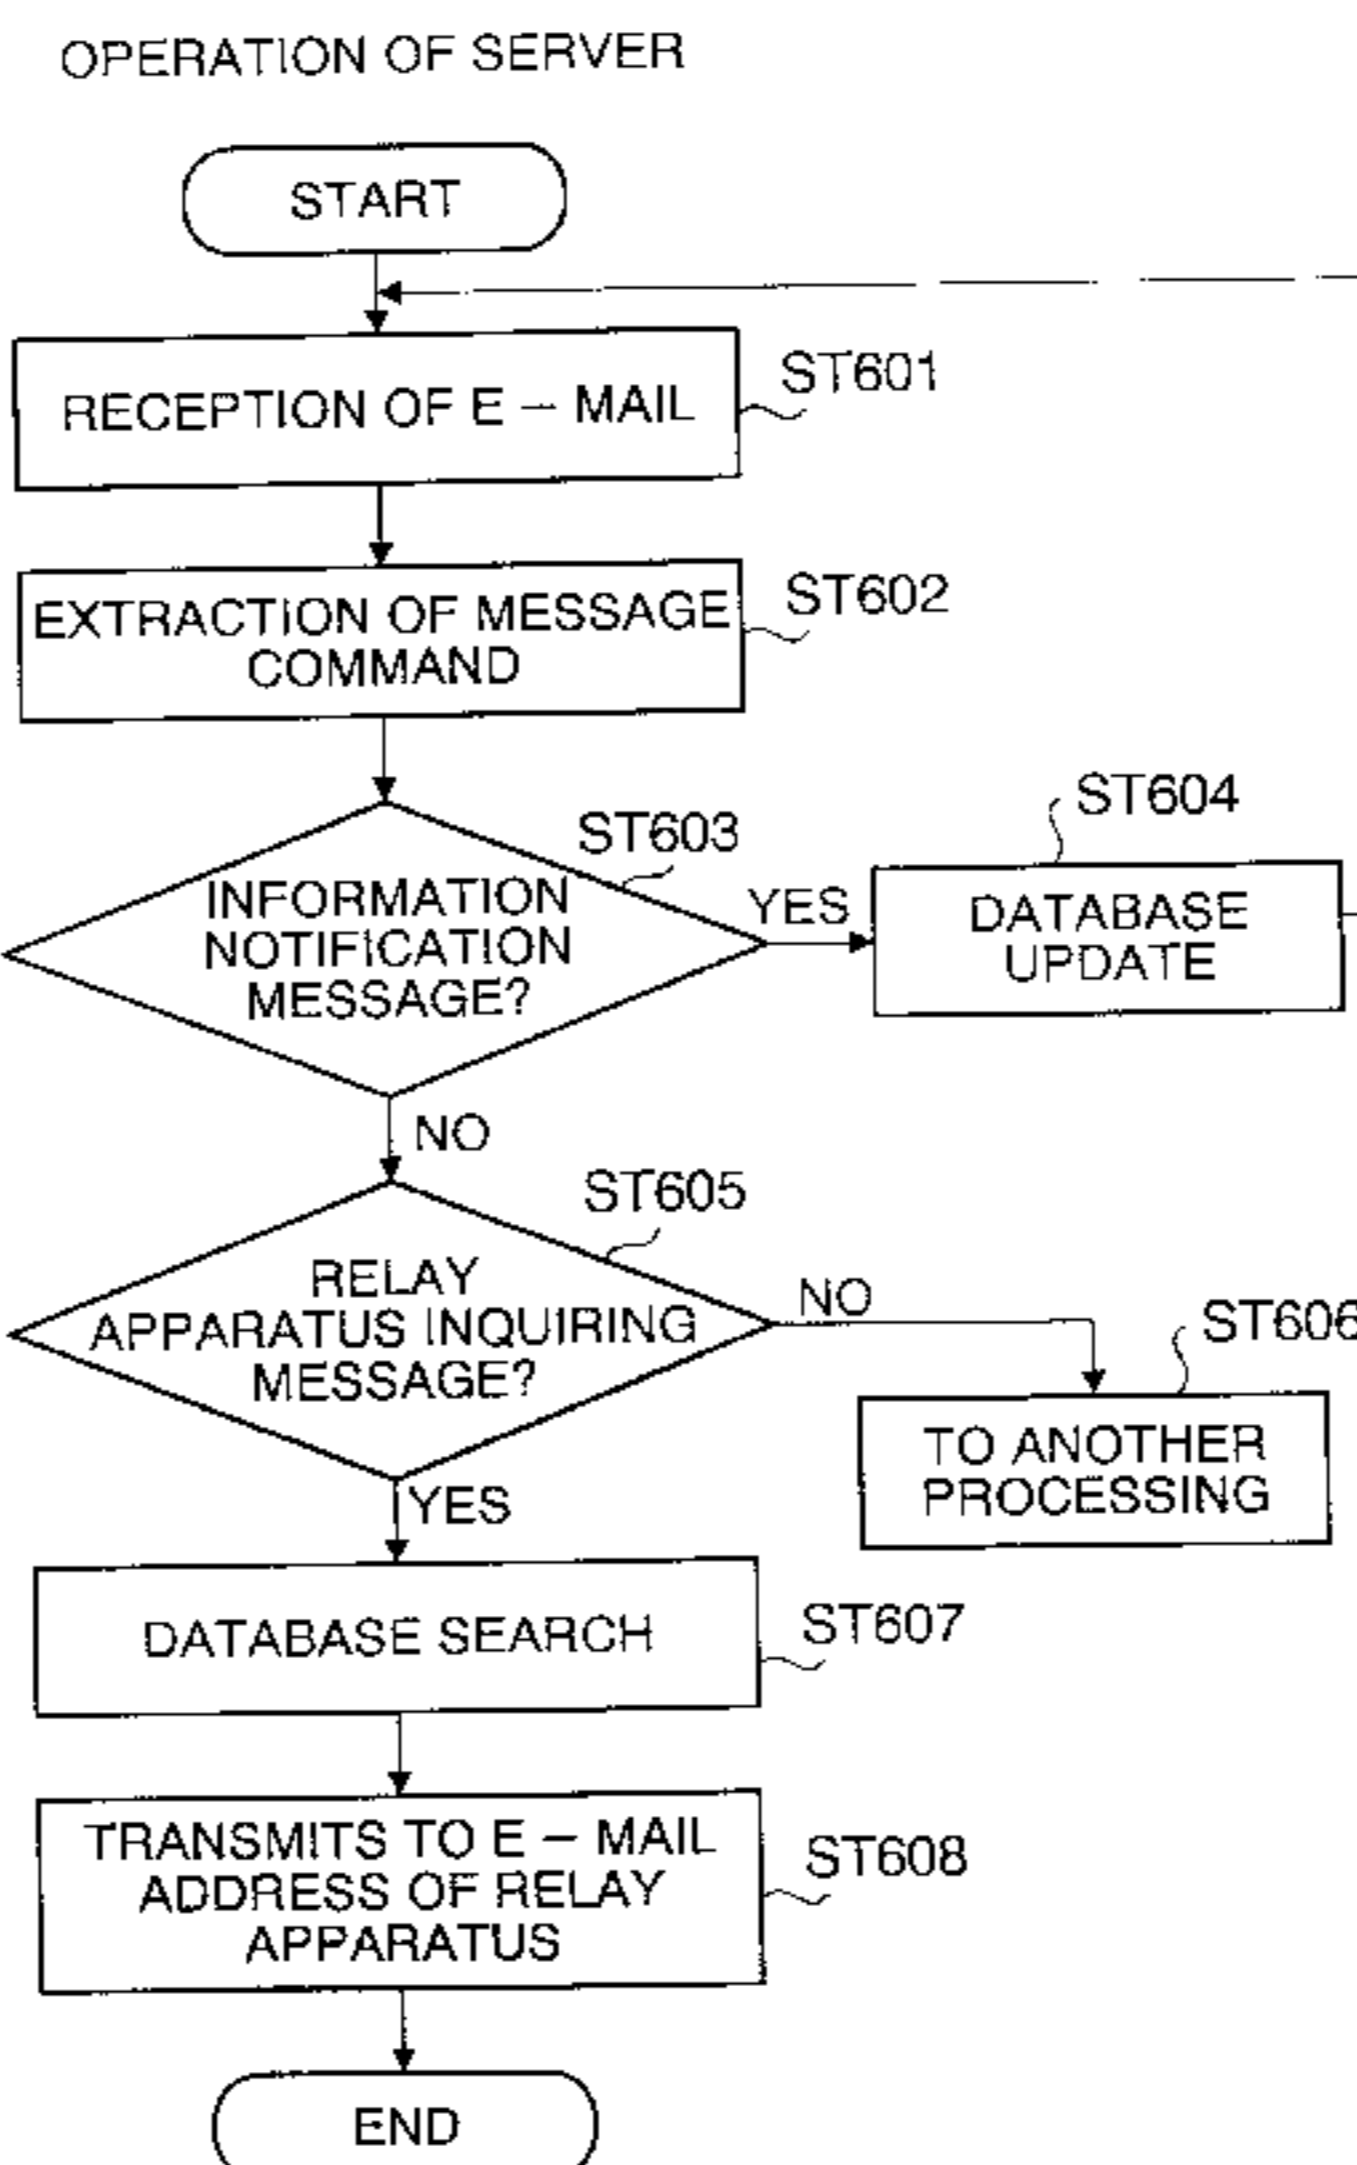 OPERATION OF SERVER
START
RECEPTION OF E - MAIL
ST601
EXTRACTION OF MESSAGE
COMMAND
ST602
ST603
INFORMATION
NOTIFICATION
MESSAGE?
YES
ST604
DATABASE
UPDATE
NO
ST605
RELAY
APPARATUS INQUIRING
MESSAGE?
NO
ST606
TO ANOTHER
PROCESSING
YES
DATABASE SEARCH
ST607
TRANSMITS TO E - MAIL
ADDRESS OF RELAY
APPARATUS
ST608
END